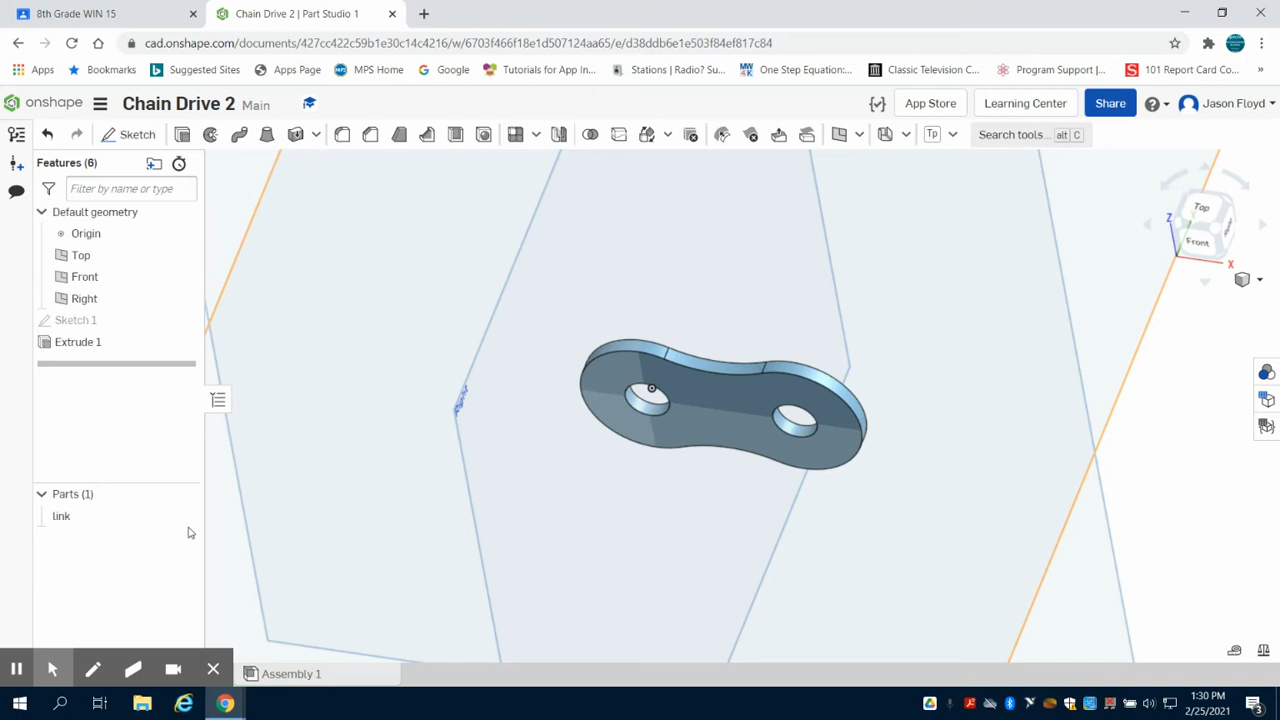 8th Grade WIN 15
Chain Drive 2 | Part Studio 1
cad.onshape.com/documents/427cc422c59b1e30c14c4216/w/6703f466f18e1d507124aa65/e/d38ddb6e1e503f84ef817c84
Apps
Bookmarks
Suggested Sites
Apps Page
MPS Home
Google
Tutorials for App In...
Stations | Radio? Su...
One Step Equation:...
Classic Television C...
Program Support |...
101 Report Card Co...
»
onshape
Chain Drive 2 Main
App Store
Learning Center
Share
Jason Floyd
Sketch
Search tools... alt C
Features (6)
Filter by name or type
Default geometry
Origin
Top
Front
Right
Sketch 1
Extrude 1
Parts (1)
link
Top
Front
Z
X
Assembly 1
1:30 PM
2/25/2021
3